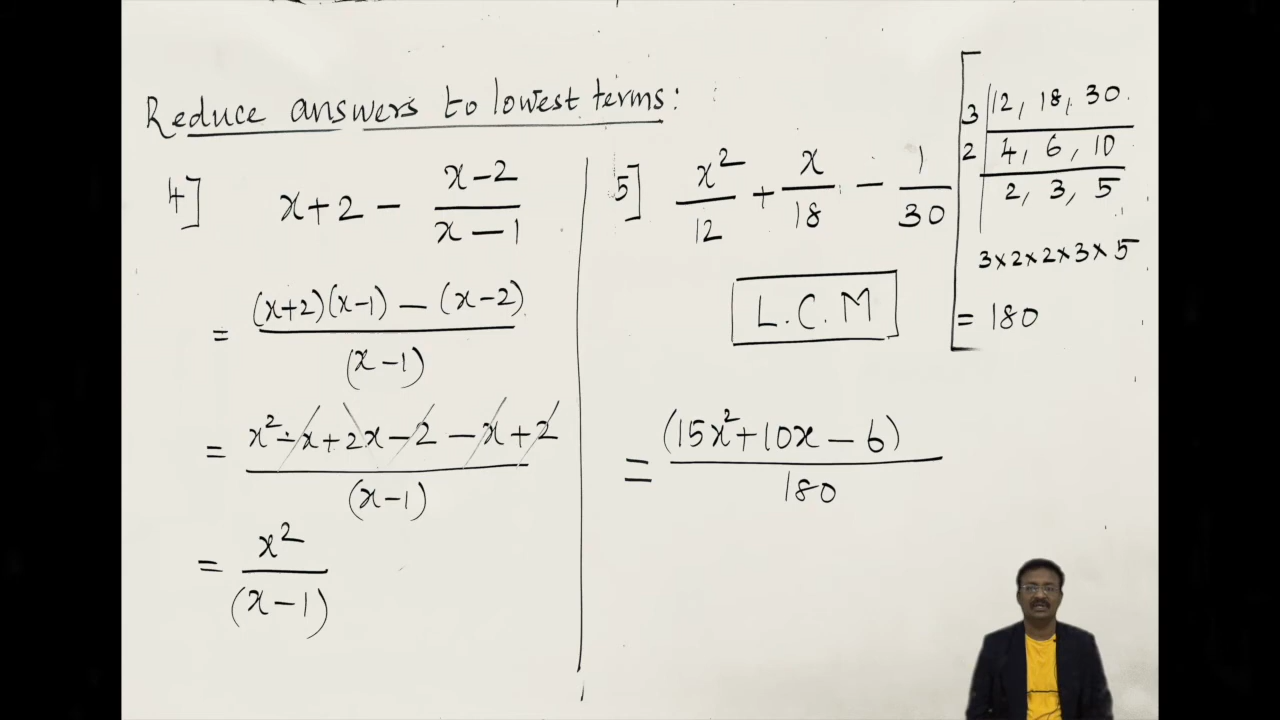 Reduce answers to lowest terms:
4] x+2 - (x-2)/(x-1)
= ((x+2)(x-1) - (x-2))/(x-1)
= (x² - x + 2x - 2 - x + 2)/(x-1)
= x²/(x-1)
5] x²/12 + x/18 - 1/30
L.C.M
= (15x²+10x-6)/180
3 | 12, 18, 30
2 | 4, 6, 10
2, 3, 5
3×2×2×3×5
= 180